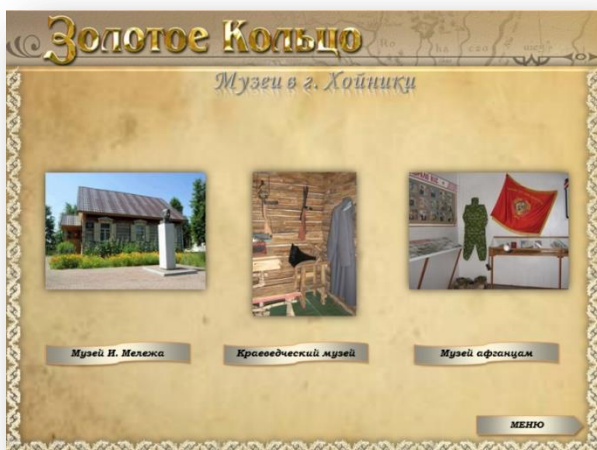 Золотое Кольцо
Музеи в г. Хойники
Музей И. Мележа
Краеведческий музей
Музей афганцам
МЕНЮ